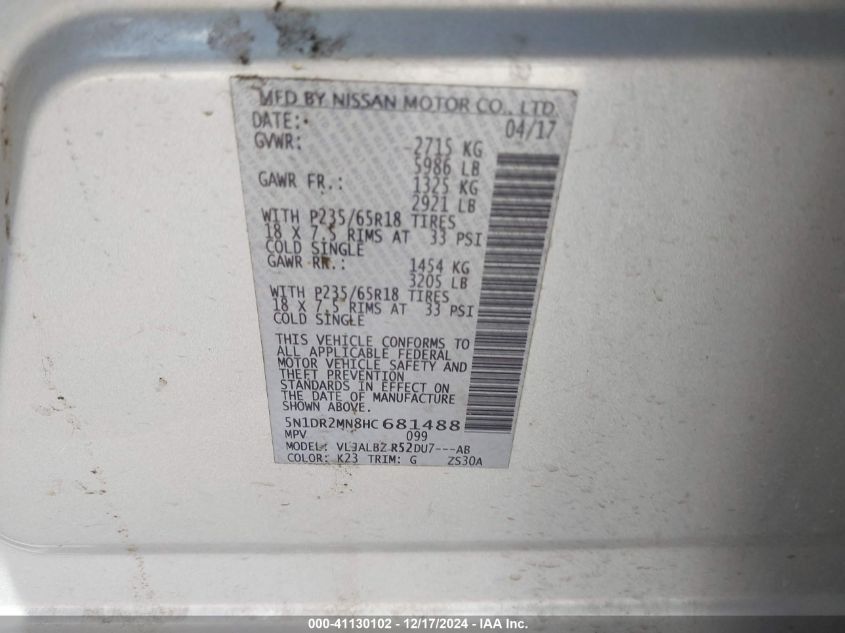 MFD BY NISSAN MOTOR CO., LTD.
DATE: 04/17
GVWR: 2715 KG
5986 LB
GAWR FR.: 1325 KG
2921 LB
WITH P235/65R18 TIRES
18 X 7.5 RIMS AT 33 PSI
COLD SINGLE
GAWR RR.: 1454 KG
3205 LB
WITH P235/65R18 TIRES
18 X 7.5 RIMS AT 33 PSI
COLD SINGLE
THIS VEHICLE CONFORMS TO
ALL APPLICABLE FEDERAL
MOTOR VEHICLE SAFETY AND
THEFT PREVENTION
STANDARDS IN EFFECT ON
THE DATE OF MANUFACTURE
SHOWN ABOVE.
5N1DR2MN8HC681488
MPV 099
MODEL: R52DU7---AB
COLOR: K23 TRIM: G ZS30A
000-41130102 - 12/17/2024 - IAA Inc.